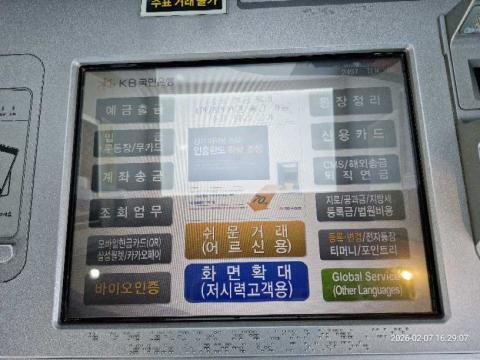 수표 거래 불가
KB국민은행
예금출금
통장정리
입금
무통장/무카드
신용카드
계좌송금
CMS/해외송금
퇴직연금
조회업무
지로/공과금/지방세
등록금/법원비용
모바일현금카드(QR)
삼성월렛/카카오페이
쉬운거래
(어르신용)
등록·변경/전자통장
티머니/포인트리
바이오인증
화면확대
(저시력고객용)
Global Service
(Other Languages)
2026-02-07 16:29:07